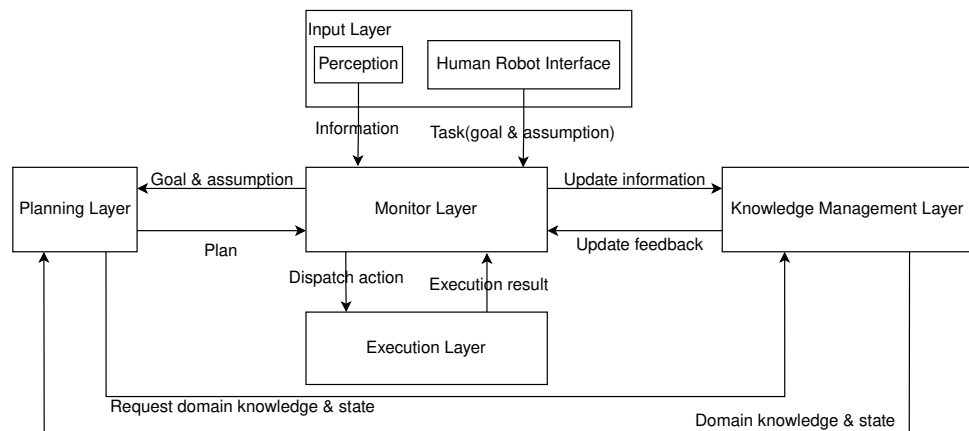 Input Layer
Perception
Human Robot Interface
Information
Task(goal & assumption)
Goal & assumption
Update information
Planning Layer
Monitor Layer
Knowledge Management Layer
Plan
Update feedback
Dispatch action
Execution result
Execution Layer
Request domain knowledge & state
Domain knowledge & state